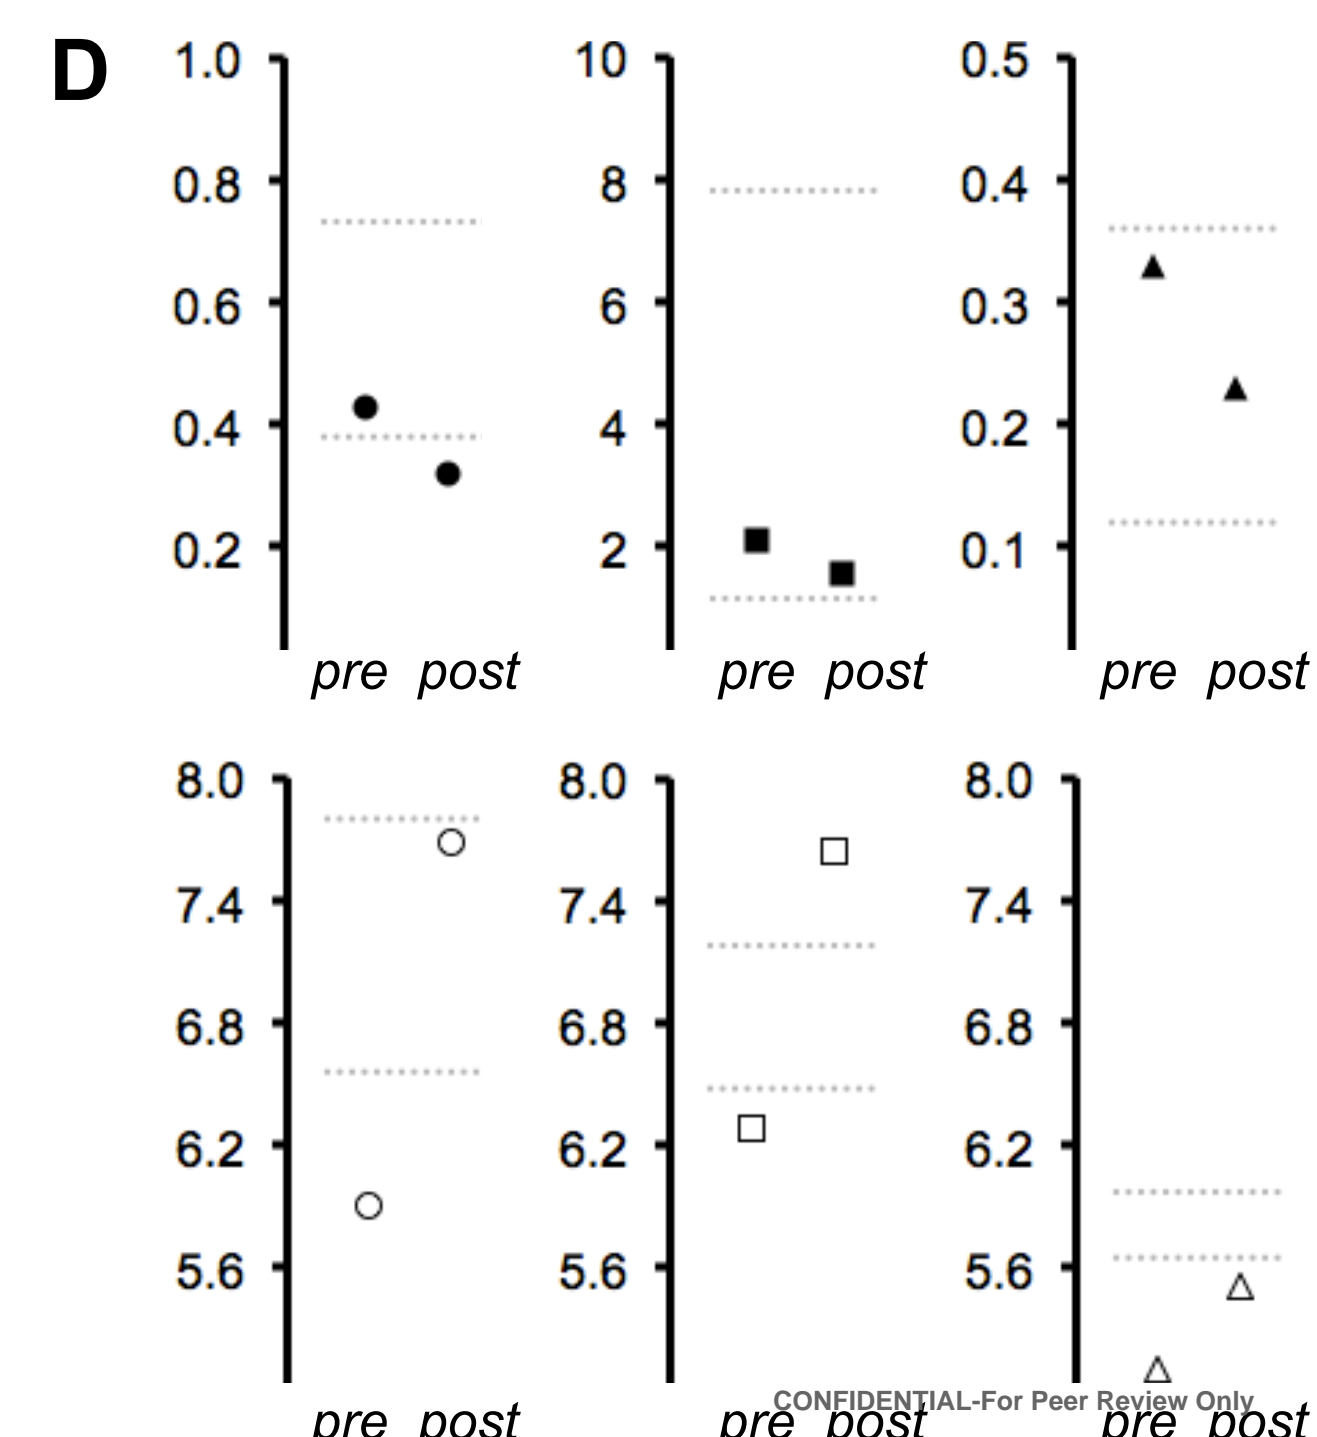 D
1.0 10 0.5
0.8 8 0.4
0.6 6 0.3
0.4 4 0.2
0.2 2 0.1
pre post pre post pre post
8.0 8.0 8.0
7.4 7.4 7.4
6.8 6.8 6.8
6.2 6.2 6.2
5.6 5.6 5.6
CONFIDENTIAL-For Peer Review Only
pre post pre post pre post